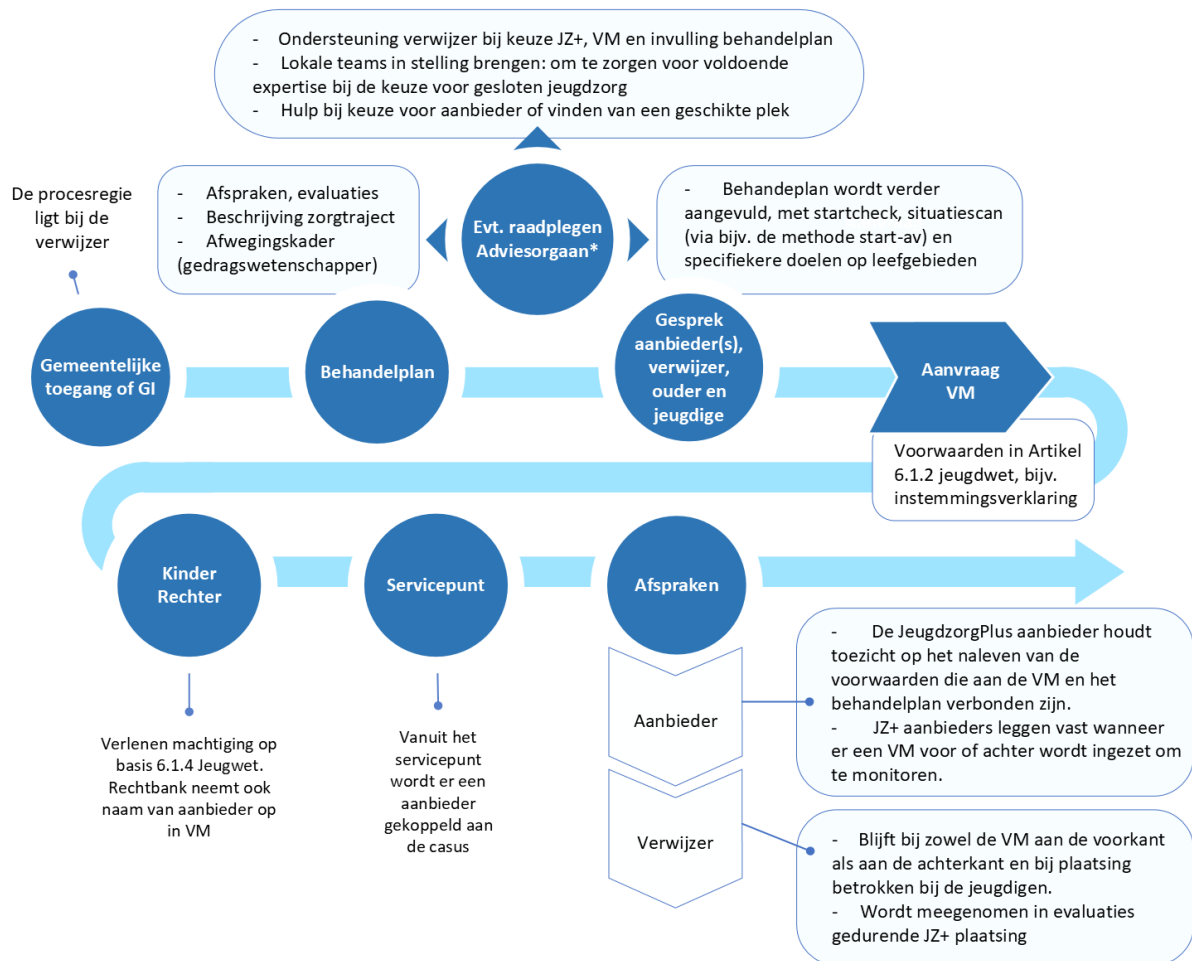 - Ondersteuning verwijzer bij keuze JZ+, VM en invulling behandelplan
- Lokale teams in stelling brengen: om te zorgen voor voldoende
expertise bij de keuze voor gesloten jeugdzorg
- Hulp bij keuze voor aanbieder of vinden van een geschikte plek
De procesregie
ligt bij de
verwijzer
- Afspraken, evaluaties
- Beschrijving zorgtraject
- Afwegingskader
(gedragswetenschapper)
Evt. raadplegen
Adviesorgaan*
- Behandeplan wordt verder
aangevuld, met startcheck, situatiescan
(via bijv. de methode start-av) en
specifiekere doelen op leefgebieden
Gemeentelijke
toegang of GI
Behandelplan
Gesprek
aanbieder(s),
verwijzer,
ouder en
jeugdige
Aanvraag
VM
Voorwaarden in Artikel
6.1.2 jeugdwet, bijv.
instemmingsverklaring
Kinder
Rechter
Servicepunt
Afspraken
Verlenen machtiging op
basis 6.1.4 Jeugwet.
Rechtbank neemt ook
naam van aanbieder op
in VM
Vanuit het
servicepunt
wordt er een
aanbieder
gekoppeld aan
de casus
Aanbieder
- De JeugdzorgPlus aanbieder houdt
toezicht op het naleven van de
voorwaarden die aan de VM en het
behandelplan verbonden zijn.
- JZ+ aanbieders leggen vast wanneer
er een VM voor of achter wordt ingezet om
te monitoren.
Verwijzer
- Blijft bij zowel de VM aan de voorkant
als aan de achterkant en bij plaatsing
betrokken bij de jeugdigen.
- Wordt meegenomen in evaluaties
gedurende JZ+ plaatsing